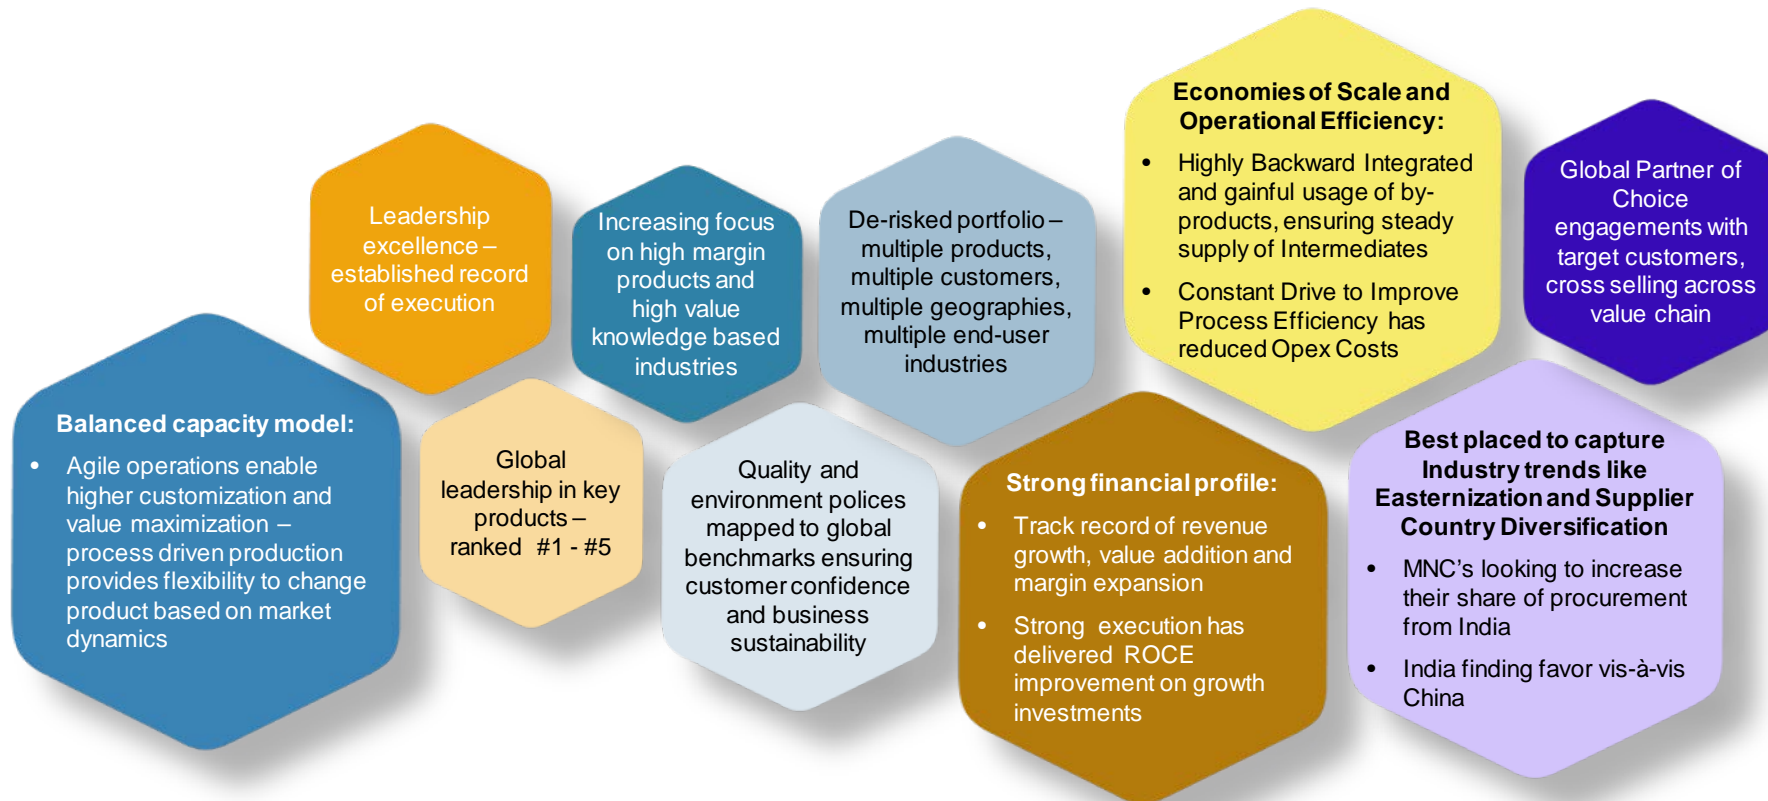 Balanced capacity model:
• Agile operations enable
higher customization and
value maximization –
process driven production
provides flexibility to change
product based on market
dynamics
Leadership
excellence –
established record
of execution
Global
leadership in key
products –
ranked #1 - #5
Increasing focus
on high margin
products and
high value
knowledge based
industries
Quality and
environment polices
mapped to global
benchmarks ensuring
customer confidence
and business
sustainability
De-risked portfolio –
multiple products,
multiple customers,
multiple geographies,
multiple end-user
industries
Strong financial profile:
• Track record of revenue
growth, value addition and
margin expansion
• Strong execution has
delivered ROCE
improvement on growth
investments
Economies of Scale and
Operational Efficiency:
• Highly Backward Integrated
and gainful usage of by-
products, ensuring steady
supply of Intermediates
• Constant Drive to Improve
Process Efficiency has
reduced Opex Costs
Best placed to capture
Industry trends like
Easternization and Supplier
Country Diversification
• MNC's looking to increase
their share of procurement
from India
• India finding favor vis-à-vis
China
Global Partner of
Choice
engagements with
target customers,
cross selling across
value chain